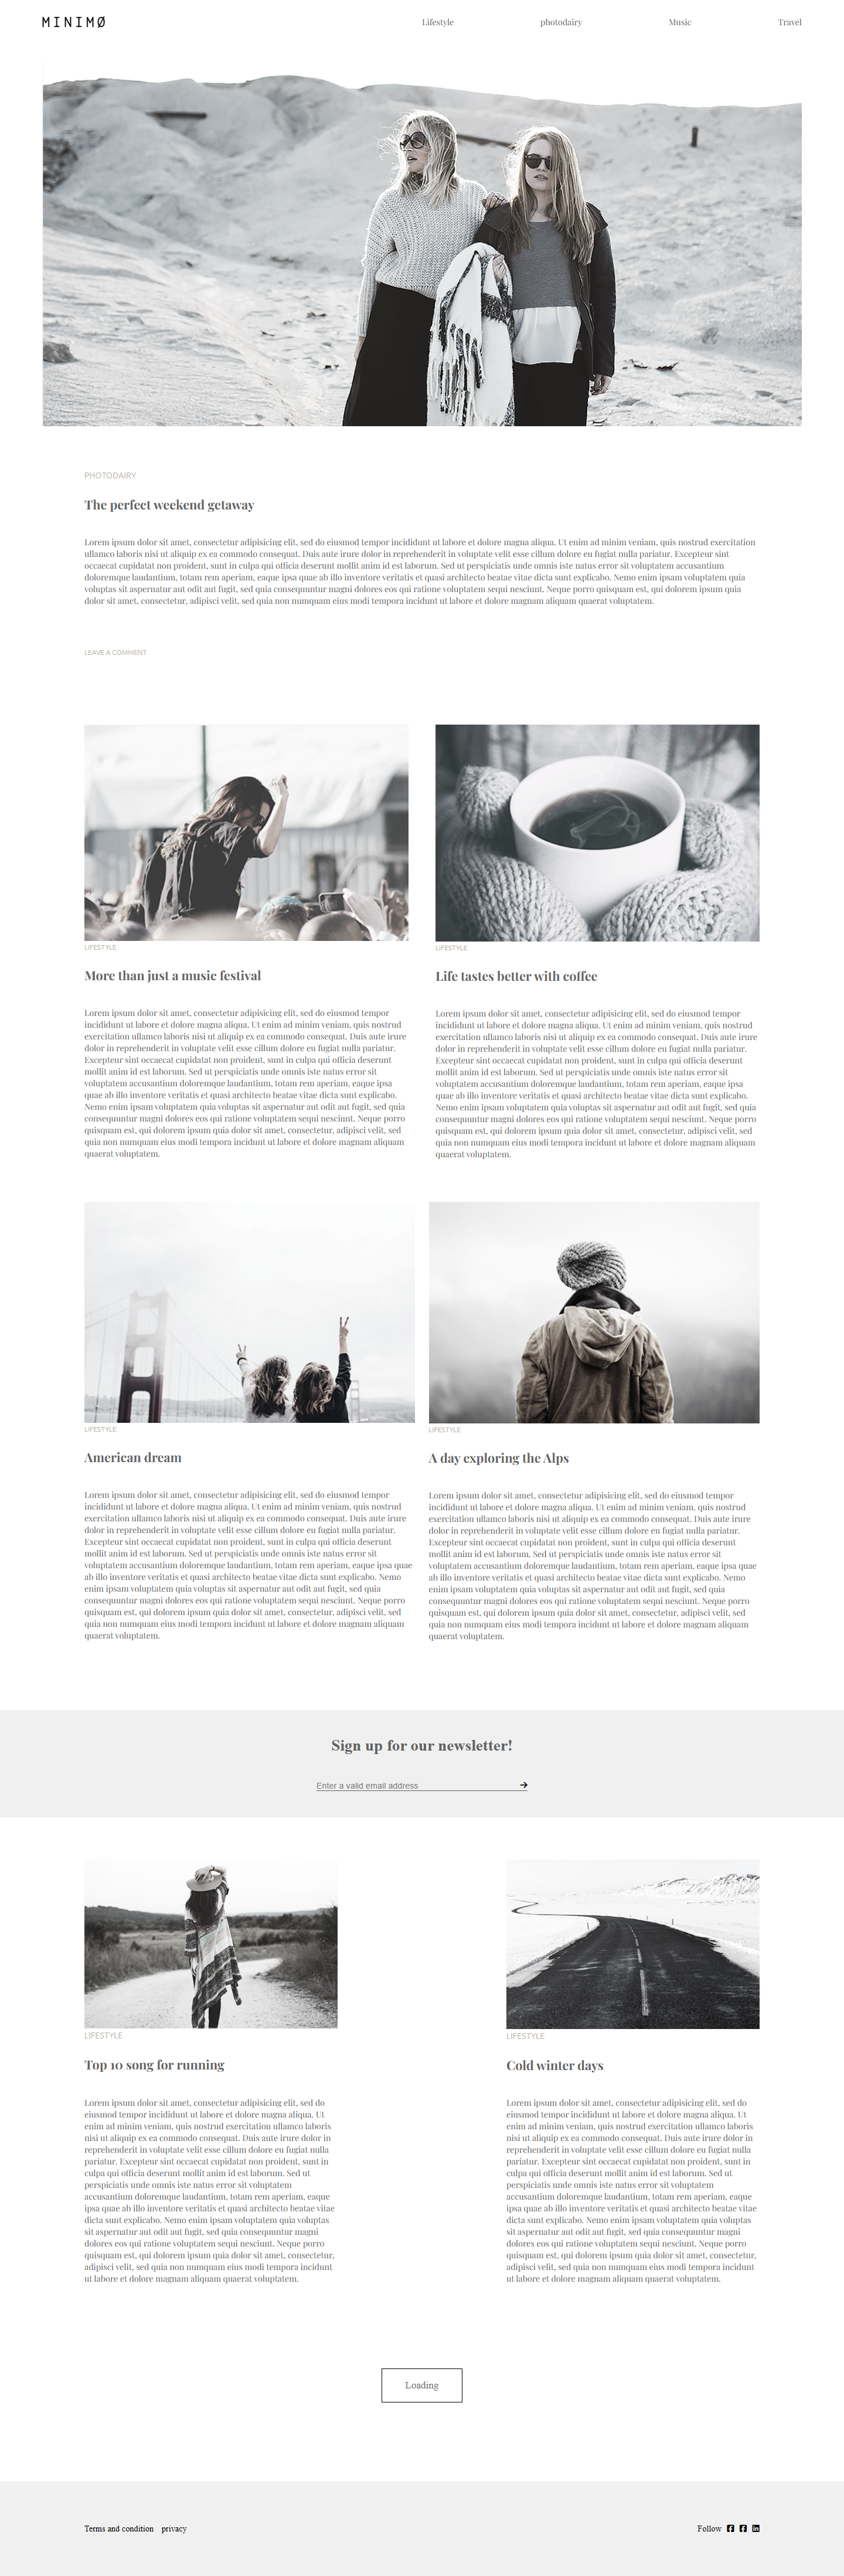 MINIMØ
Lifestyle photodairy Music Travel
PHOTODAIRY
The perfect weekend getaway
Lorem ipsum dolor sit amet, consectetur adipisicing elit, sed do eiusmod tempor incididunt ut labore et dolore magna aliqua. Ut enim ad minim veniam, quis nostrud exercitation
ullamco laboris nisi ut aliquip ex ea commodo consequat. Duis aute irure dolor in reprehenderit in voluptate velit esse cillum dolore eu fugiat nulla pariatur. Excepteur sint
occaecat cupidatat non proident, sunt in culpa qui officia deserunt mollit anim id est laborum. Sed ut perspiciatis unde omnis iste natus error sit voluptatem accusantium
doloremque laudantium, totam rem aperiam, eaque ipsa quae ab illo inventore veritatis et quasi architecto beatae vitae dicta sunt explicabo. Nemo enim ipsam voluptatem quia
voluptas sit aspernatur aut odit aut fugit, sed quia consequuntur magni dolores eos qui ratione voluptatem sequi nesciunt. Neque porro quisquam est, qui dolorem ipsum quia
dolor sit amet, consectetur, adipisci velit, sed quia non numquam eius modi tempora incidunt ut labore et dolore magnam aliquam quaerat voluptatem.
LEAVE A COMMENT
LIFESTYLE
More than just a music festival
Lorem ipsum dolor sit amet, consectetur adipisicing elit, sed do eiusmod tempor
incididunt ut labore et dolore magna aliqua. Ut enim ad minim veniam, quis nostrud
exercitation ullamco laboris nisi ut aliquip ex ea commodo consequat. Duis aute irure
dolor in reprehenderit in voluptate velit esse cillum dolore eu fugiat nulla pariatur.
Excepteur sint occaecat cupidatat non proident, sunt in culpa qui officia deserunt
mollit anim id est laborum. Sed ut perspiciatis unde omnis iste natus error sit
voluptatem accusantium doloremque laudantium, totam rem aperiam, eaque ipsa
quae ab illo inventore veritatis et quasi architecto beatae vitae dicta sunt explicabo.
Nemo enim ipsam voluptatem quia voluptas sit aspernatur aut odit aut fugit, sed quia
consequuntur magni dolores eos qui ratione voluptatem sequi nesciunt. Neque porro
quisquam est, qui dolorem ipsum quia dolor sit amet, consectetur, adipisci velit, sed
quia non numquam eius modi tempora incidunt ut labore et dolore magnam aliquam
quaerat voluptatem.
LIFESTYLE
Life tastes better with coffee
Lorem ipsum dolor sit amet, consectetur adipisicing elit, sed do eiusmod tempor
incididunt ut labore et dolore magna aliqua. Ut enim ad minim veniam, quis nostrud
exercitation ullamco laboris nisi ut aliquip ex ea commodo consequat. Duis aute irure
dolor in reprehenderit in voluptate velit esse cillum dolore eu fugiat nulla pariatur.
Excepteur sint occaecat cupidatat non proident, sunt in culpa qui officia deserunt
mollit anim id est laborum. Sed ut perspiciatis unde omnis iste natus error sit
voluptatem accusantium doloremque laudantium, totam rem aperiam, eaque ipsa
quae ab illo inventore veritatis et quasi architecto beatae vitae dicta sunt explicabo.
Nemo enim ipsam voluptatem quia voluptas sit aspernatur aut odit aut fugit, sed quia
consequuntur magni dolores eos qui ratione voluptatem sequi nesciunt. Neque porro
quisquam est, qui dolorem ipsum quia dolor sit amet, consectetur, adipisci velit, sed
quia non numquam eius modi tempora incidunt ut labore et dolore magnam aliquam
quaerat voluptatem.
LIFESTYLE
American dream
Lorem ipsum dolor sit amet, consectetur adipisicing elit, sed do eiusmod tempor
incididunt ut labore et dolore magna aliqua. Ut enim ad minim veniam, quis nostrud
exercitation ullamco laboris nisi ut aliquip ex ea commodo consequat. Duis aute irure
dolor in reprehenderit in voluptate velit esse cillum dolore eu fugiat nulla pariatur.
Excepteur sint occaecat cupidatat non proident, sunt in culpa qui officia deserunt
mollit anim id est laborum. Sed ut perspiciatis unde omnis iste natus error sit
voluptatem accusantium doloremque laudantium, totam rem aperiam, eaque ipsa quae
ab illo inventore veritatis et quasi architecto beatae vitae dicta sunt explicabo. Nemo
enim ipsam voluptatem quia voluptas sit aspernatur aut odit aut fugit, sed quia
consequuntur magni dolores eos qui ratione voluptatem sequi nesciunt. Neque porro
quisquam est, qui dolorem ipsum quia dolor sit amet, consectetur, adipisci velit, sed
quia non numquam eius modi tempora incidunt ut labore et dolore magnam aliquam
quaerat voluptatem.
LIFESTYLE
A day exploring the Alps
Lorem ipsum dolor sit amet, consectetur adipisicing elit, sed do eiusmod tempor
incididunt ut labore et dolore magna aliqua. Ut enim ad minim veniam, quis nostrud
exercitation ullamco laboris nisi ut aliquip ex ea commodo consequat. Duis aute irure
dolor in reprehenderit in voluptate velit esse cillum dolore eu fugiat nulla pariatur.
Excepteur sint occaecat cupidatat non proident, sunt in culpa qui officia deserunt
mollit anim id est laborum. Sed ut perspiciatis unde omnis iste natus error sit
voluptatem accusantium doloremque laudantium, totam rem aperiam, eaque ipsa quae
ab illo inventore veritatis et quasi architecto beatae vitae dicta sunt explicabo. Nemo
enim ipsam voluptatem quia voluptas sit aspernatur aut odit aut fugit, sed quia
consequuntur magni dolores eos qui ratione voluptatem sequi nesciunt. Neque porro
quisquam est, qui dolorem ipsum quia dolor sit amet, consectetur, adipisci velit, sed
quia non numquam eius modi tempora incidunt ut labore et dolore magnam aliquam
quaerat voluptatem.
Sign up for our newsletter!
Enter a valid email address
LIFESTYLE
Top 10 song for running
Lorem ipsum dolor sit amet, consectetur adipisicing elit, sed do
eiusmod tempor incididunt ut labore et dolore magna aliqua. Ut
enim ad minim veniam, quis nostrud exercitation ullamco laboris
nisi ut aliquip ex ea commodo consequat. Duis aute irure dolor in
reprehenderit in voluptate velit esse cillum dolore eu fugiat nulla
pariatur. Excepteur sint occaecat cupidatat non proident, sunt in
culpa qui officia deserunt mollit anim id est laborum. Sed ut
perspiciatis unde omnis iste natus error sit voluptatem
accusantium doloremque laudantium, totam rem aperiam, eaque
ipsa quae ab illo inventore veritatis et quasi architecto beatae vitae
dicta sunt explicabo. Nemo enim ipsam voluptatem quia voluptas
sit aspernatur aut odit aut fugit, sed quia consequuntur magni
dolores eos qui ratione voluptatem sequi nesciunt. Neque porro
quisquam est, qui dolorem ipsum quia dolor sit amet, consectetur,
adipisci velit, sed quia non numquam eius modi tempora incidunt
ut labore et dolore magnam aliquam quaerat voluptatem.
LIFESTYLE
Cold winter days
Lorem ipsum dolor sit amet, consectetur adipisicing elit, sed do
eiusmod tempor incididunt ut labore et dolore magna aliqua. Ut
enim ad minim veniam, quis nostrud exercitation ullamco laboris
nisi ut aliquip ex ea commodo consequat. Duis aute irure dolor in
reprehenderit in voluptate velit esse cillum dolore eu fugiat nulla
pariatur. Excepteur sint occaecat cupidatat non proident, sunt in
culpa qui officia deserunt mollit anim id est laborum. Sed ut
perspiciatis unde omnis iste natus error sit voluptatem
accusantium doloremque laudantium, totam rem aperiam, eaque
ipsa quae ab illo inventore veritatis et quasi architecto beatae vitae
dicta sunt explicabo. Nemo enim ipsam voluptatem quia voluptas
sit aspernatur aut odit aut fugit, sed quia consequuntur magni
dolores eos qui ratione voluptatem sequi nesciunt. Neque porro
quisquam est, qui dolorem ipsum quia dolor sit amet, consectetur,
adipisci velit, sed quia non numquam eius modi tempora incidunt
ut labore et dolore magnam aliquam quaerat voluptatem.
Loading
Terms and condition privacy Follow